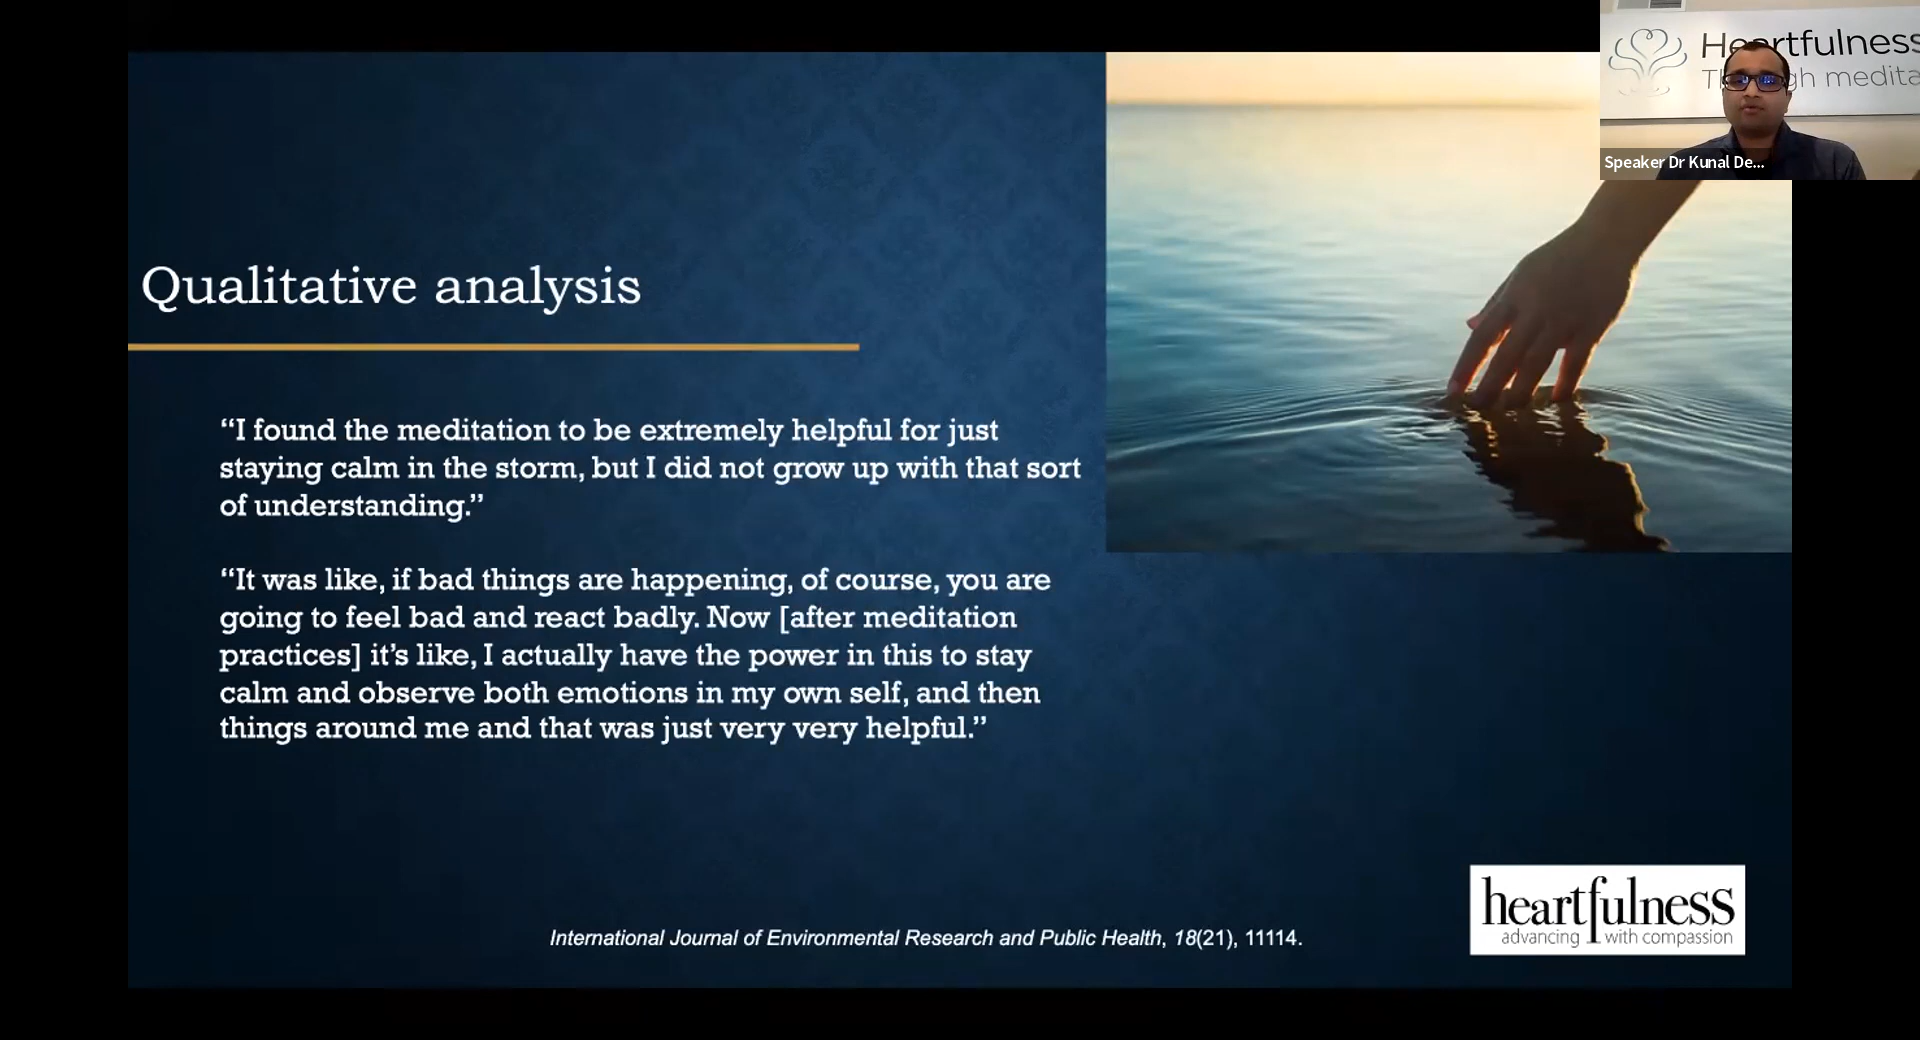 Heartfulness
Speaker Dr Kunal De...
Qualitative analysis
“I found the meditation to be extremely helpful for just
staying calm in the storm, but I did not grow up with that sort
of understanding.”
“It was like, if bad things are happening, of course, you are
going to feel bad and react badly. Now [after meditation
practices] it’s like, I actually have the power in this to stay
calm and observe both emotions in my own self, and then
things around me and that was just very very helpful.”
International Journal of Environmental Research and Public Health, 18(21), 11114.
heartfulness
advancing with compassion